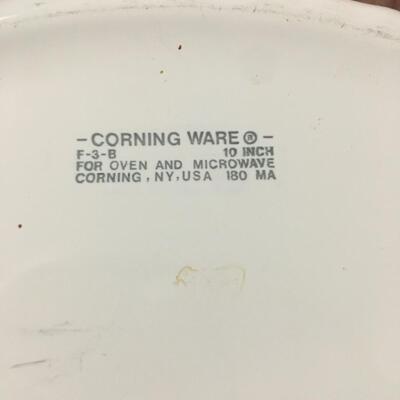 - CORNING WARE ® -
F-3-B 10 INCH
FOR OVEN AND MICROWAVE
CORNING, NY, USA 180 MA